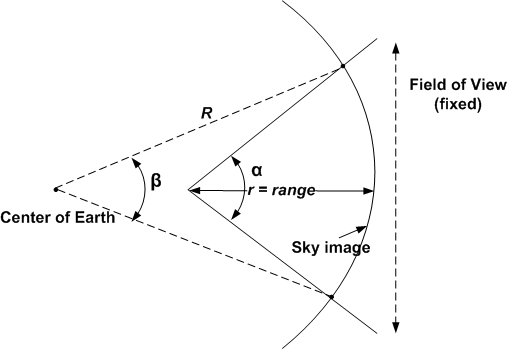 Field of View
(fixed)
R
β
α
r = range
Center of Earth
Sky image